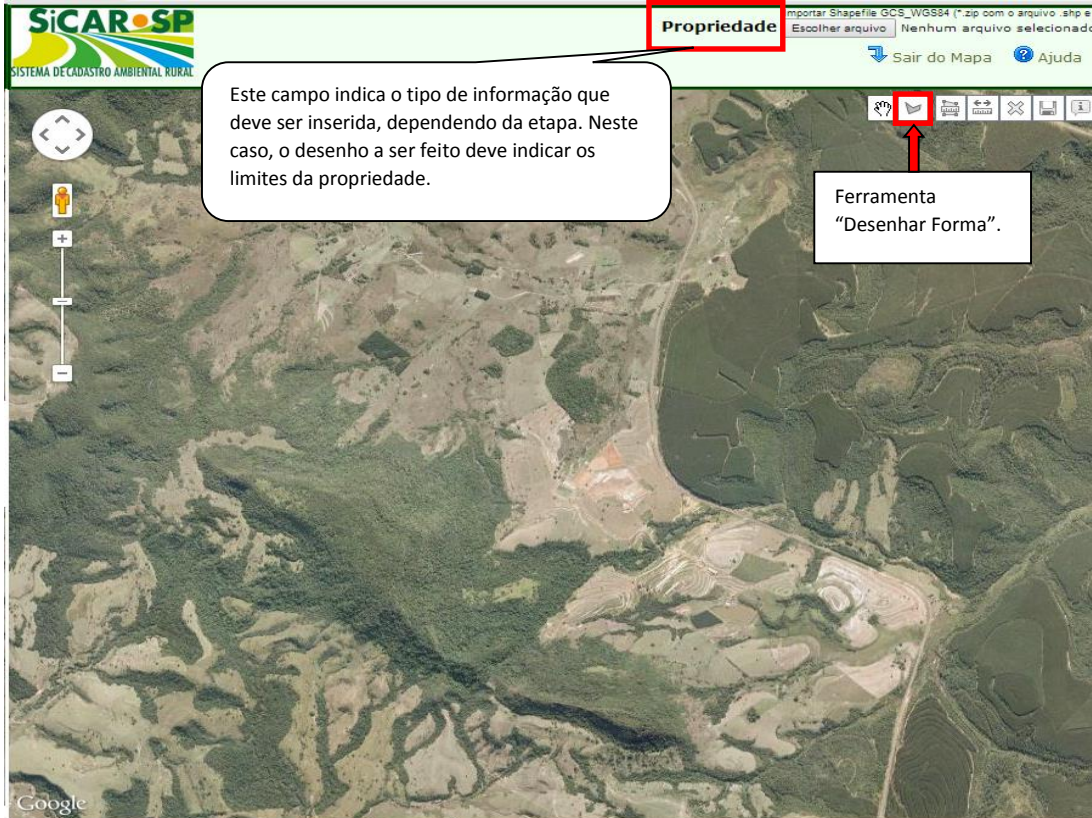 SiCAR SP
SISTEMA DE CADASTRO AMBIENTAL RURAL
Propriedade
Importar Shapefile GCS_WGS84 (*.zip com o arquivo .shp e
Escolher arquivo Nenhum arquivo selecionado
Sair do Mapa Ajuda
Este campo indica o tipo de informação que
deve ser inserida, dependendo da etapa. Neste
caso, o desenho a ser feito deve indicar os
limites da propriedade.
Ferramenta
“Desenhar Forma”.
Google